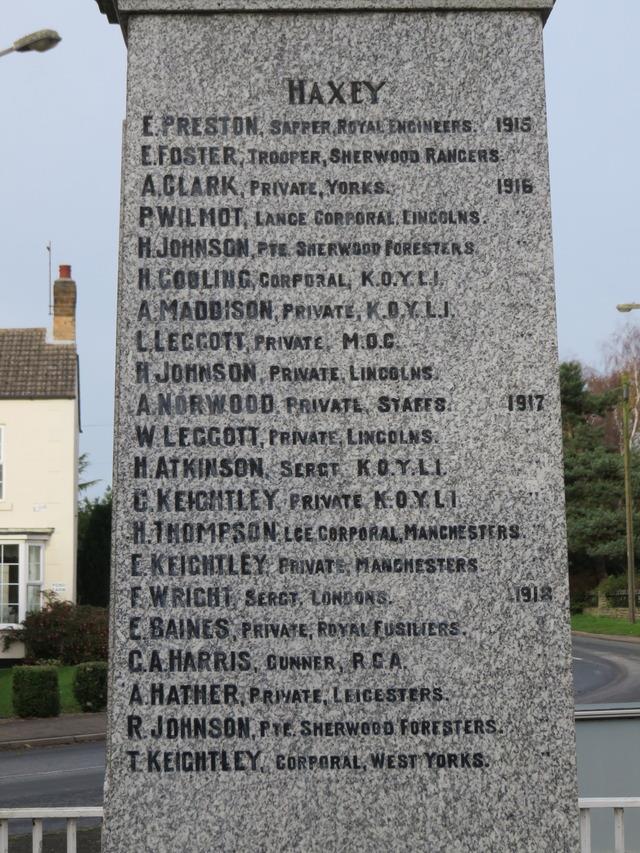 HAXEY
E. PRESTON, SAPPER, ROYAL ENGINEERS. 1915
E. FOSTER, TROOPER, SHERWOOD RANGERS. "
A. CLARK, PRIVATE, YORKS. 1916
P. WILMOT, LANCE CORPORAL, LINCOLNS. "
H. JOHNSON, PTE. SHERWOOD FORESTERS. "
H. GODLING, CORPORAL, K.O.Y.L.I. "
A. MADDISON, PRIVATE, K.O.Y.L.I. "
L. LEGGOTT, PRIVATE, M.G.C. "
H. JOHNSON, PRIVATE, LINCOLNS. "
A. NORWOOD, PRIVATE, STAFFS. 1917
W. LEGGOTT, PRIVATE, LINCOLNS. "
H. ATKINSON, SERGT. K.O.Y.L.I. "
G. KEIGHTLEY, PRIVATE, K.O.Y.L.I. "
H. THOMPSON, LCE CORPORAL, MANCHESTERS. "
E. KEIGHTLEY, PRIVATE, MANCHESTERS. "
F. WRIGHT, SERGT. LONDONS. 1918
E. BAINES, PRIVATE, ROYAL FUSILIERS. "
G. A. HARRIS, GUNNER, R.G.A. "
A. HATHER, PRIVATE, LEICESTERS. "
R. JOHNSON, PTE. SHERWOOD FORESTERS. "
T. KEIGHTLEY, CORPORAL, WEST YORKS. "